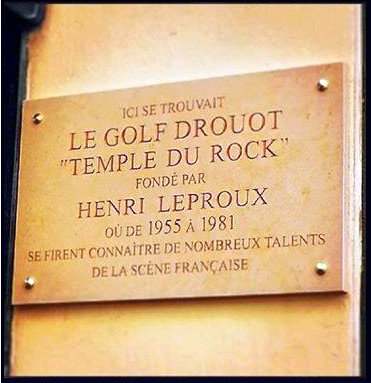 ICI SE TROUVAIT
LE GOLF DROUOT
"TEMPLE DU ROCK"
FONDÉ PAR
HENRI LEPROUX
OÙ DE 1955 À 1981
SE FIRENT CONNAÎTRE DE NOMBREUX TALENTS
DE LA SCÈNE FRANÇAISE